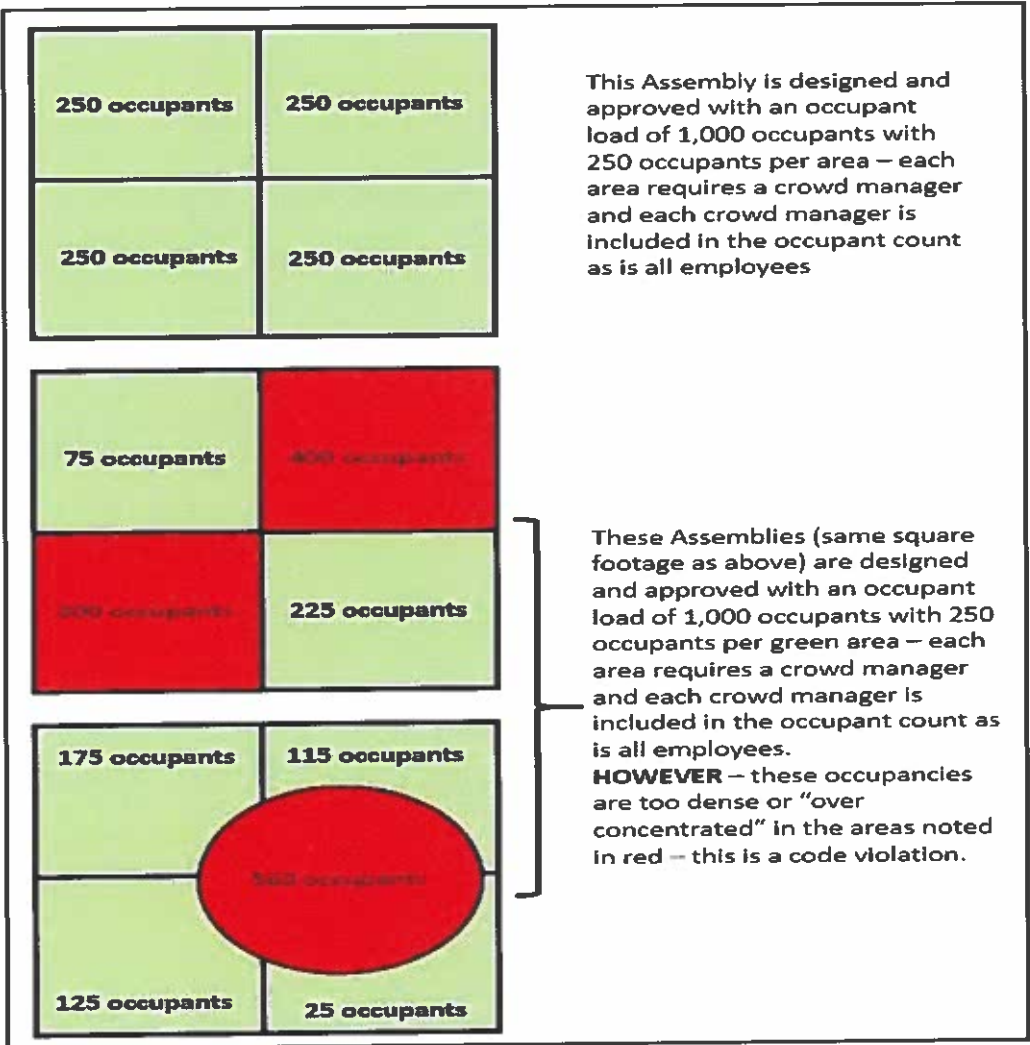 250 occupants
250 occupants
250 occupants
250 occupants
This Assembly is designed and
approved with an occupant
load of 1,000 occupants with
250 occupants per area – each
area requires a crowd manager
and each crowd manager is
included in the occupant count
as is all employees
75 occupants
400 occupants
300 occupants
225 occupants
175 occupants
115 occupants
560 occupants
125 occupants
25 occupants
These Assemblies (same square
footage as above) are designed
and approved with an occupant
load of 1,000 occupants with 250
occupants per green area – each
area requires a crowd manager
and each crowd manager is
included in the occupant count as
is all employees.
HOWEVER – these occupancies
are too dense or "over
concentrated" in the areas noted
in red – this is a code violation.